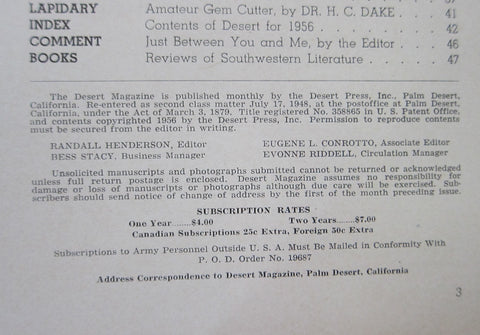 LAPIDARY Amateur Gem Cutter, by DR. H. C. DAKE . . . 41
INDEX Contents of Desert for 1956 . . . . . . . 42
COMMENT Just Between You and Me, by the Editor . . . 46
BOOKS Reviews of Southwestern Literature . . . . 47
The Desert Magazine is published monthly by the Desert Press, Inc., Palm Desert,
California. Re-entered as second class matter July 17, 1948, at the postoffice at Palm Desert,
California, under the Act of March 3, 1879. Title registered No. 358865 in U. S. Patent Office,
and contents copyrighted 1956 by the Desert Press, Inc. Permission to reproduce contents
must be secured from the editor in writing.
RANDALL HENDERSON, Editor EUGENE L. CONROTTO, Associate Editor
BESS STACY, Business Manager EVONNE RIDDELL, Circulation Manager
Unsolicited manuscripts and photographs submitted cannot be returned or acknowledged
unless full return postage is enclosed. Desert Magazine assumes no responsibility for
damage or loss of manuscripts or photographs although due care will be exercised. Sub-
scribers should send notice of change of address by the first of the month preceding issue.
SUBSCRIPTION RATES
One Year.......$4.00 Two Years.......$7.00
Canadian Subscriptions 25c Extra, Foreign 50c Extra
Subscriptions to Army Personnel Outside U. S. A. Must Be Mailed in Conformity With
P. O. D. Order No. 19687
Address Correspondence to Desert Magazine, Palm Desert, California
3